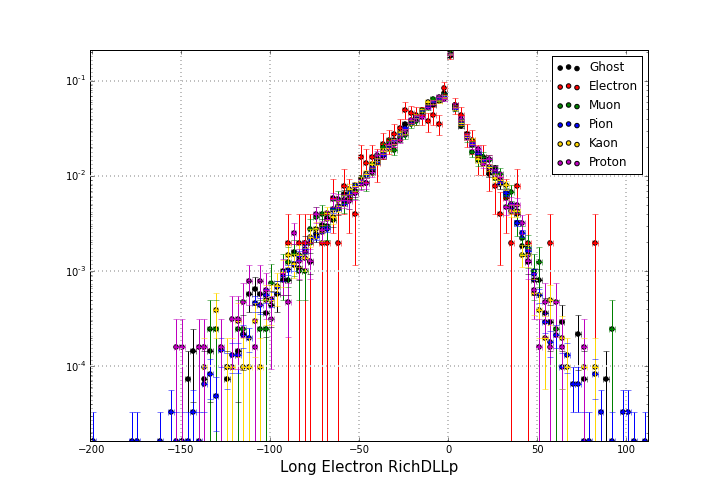 10⁻¹
10⁻²
10⁻³
10⁻⁴
Ghost
Electron
Muon
Pion
Kaon
Proton
−200 −150 −100 −50 0 50 100
Long Electron RichDLLp